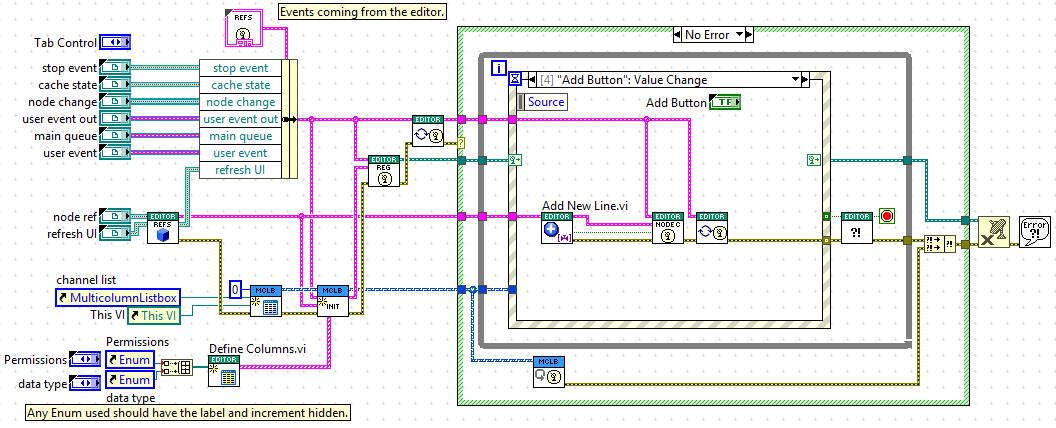 Events coming from the editor.
REFS
No Error
Tab Control
stop event
cache state
node change
user event out
main queue
user event
stop event
cache state
node change
user event out
main queue
user event
refresh UI
i
[4] "Add Button": Value Change
Source
Add Button
TF
EDITOR
EDITOR
REG
?
node ref
refresh UI
EDITOR
REFS
Add New Line.vi
EDITOR
EDITOR
NODE C
EDITOR
EDITOR
?!
Error
?!
channel list
MulticolumnListbox
This VI
This VI
0
MCLB
MCLB
INIT
Permissions
Permissions
Enum
data type
Enum
data type
Define Columns.vi
EDITOR
MCLB
Any Enum used should have the label and increment hidden.